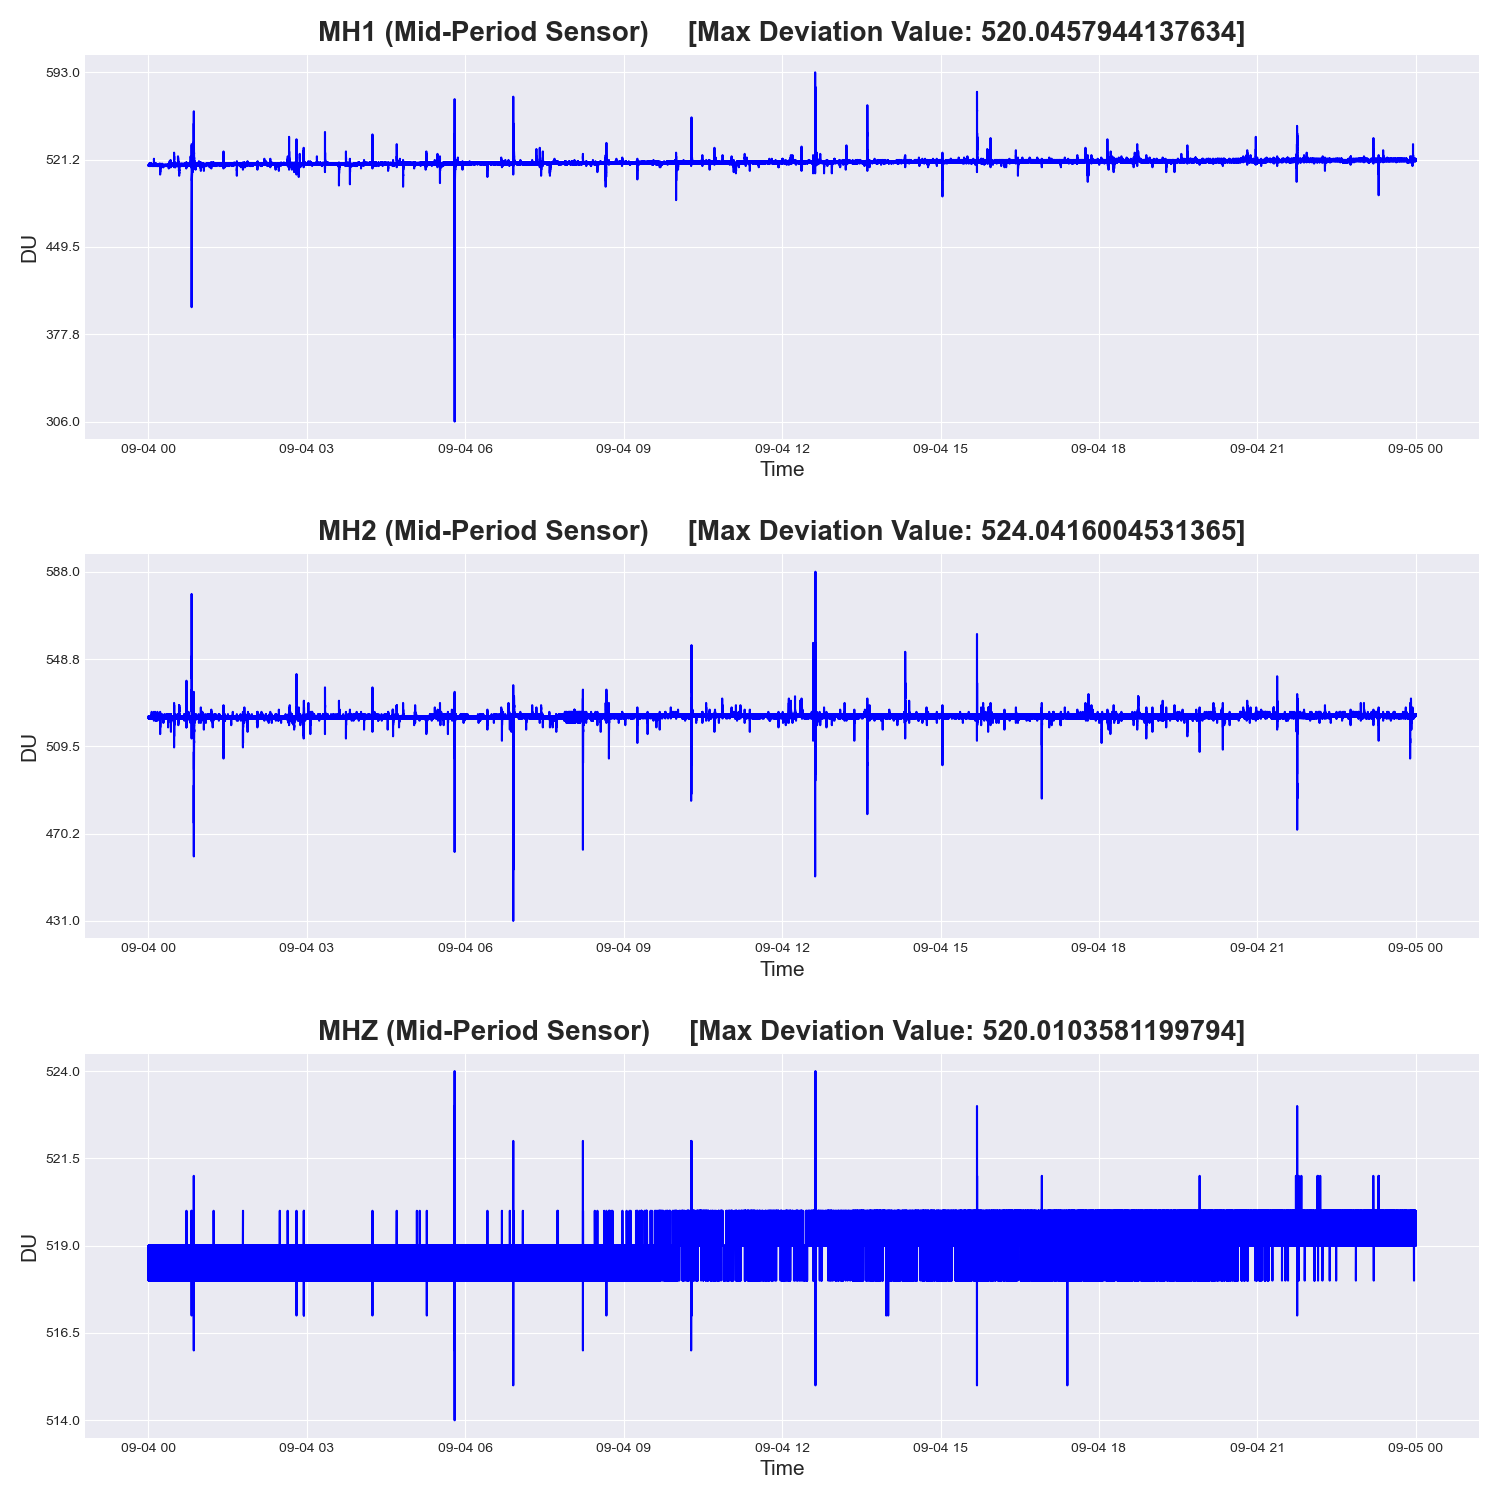 MH1 (Mid-Period Sensor) [Max Deviation Value: 520.0457944137634]
593.0
521.2
449.5
377.8
306.0
DU
09-04 00 09-04 03 09-04 06 09-04 09 09-04 12 09-04 15 09-04 18 09-04 21 09-05 00
Time
MH2 (Mid-Period Sensor) [Max Deviation Value: 524.0416004531365]
588.0
548.8
509.5
470.2
431.0
DU
09-04 00 09-04 03 09-04 06 09-04 09 09-04 12 09-04 15 09-04 18 09-04 21 09-05 00
Time
MHZ (Mid-Period Sensor) [Max Deviation Value: 520.0103581199794]
524.0
521.5
519.0
516.5
514.0
DU
09-04 00 09-04 03 09-04 06 09-04 09 09-04 12 09-04 15 09-04 18 09-04 21 09-05 00
Time